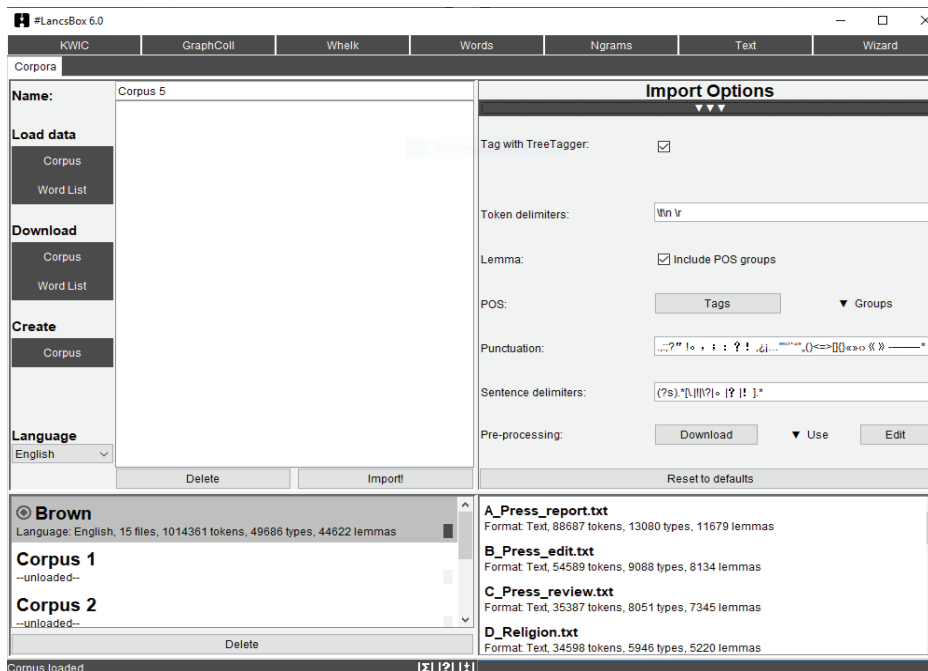 #LancsBox 6.0
KWIC GraphColl Whelk Words Ngrams Text Wizard
Corpora
Name:
Corpus 5
Load data
Corpus
Word List
Download
Corpus
Word List
Create
Corpus
Language
English
Delete Import!
Import Options
▼▼▼
Tag with TreeTagger:
Token delimiters: \t\n \r
Lemma: Include POS groups
POS: Tags ▼ Groups
Punctuation:
Sentence delimiters: (?s).*[\.|!|\?|。|？|！ ].*
Pre-processing: Download ▼ Use Edit
Reset to defaults
Brown
Language: English, 15 files, 1014361 tokens, 49686 types, 44622 lemmas
Corpus 1
--unloaded--
Corpus 2
--unloaded--
Delete
A_Press_report.txt
Format: Text, 88687 tokens, 13080 types, 11679 lemmas
B_Press_edit.txt
Format: Text, 54589 tokens, 9088 types, 8134 lemmas
C_Press_review.txt
Format: Text, 35387 tokens, 8051 types, 7345 lemmas
D_Religion.txt
Format: Text, 34598 tokens, 5946 types, 5220 lemmas
Corpus loaded